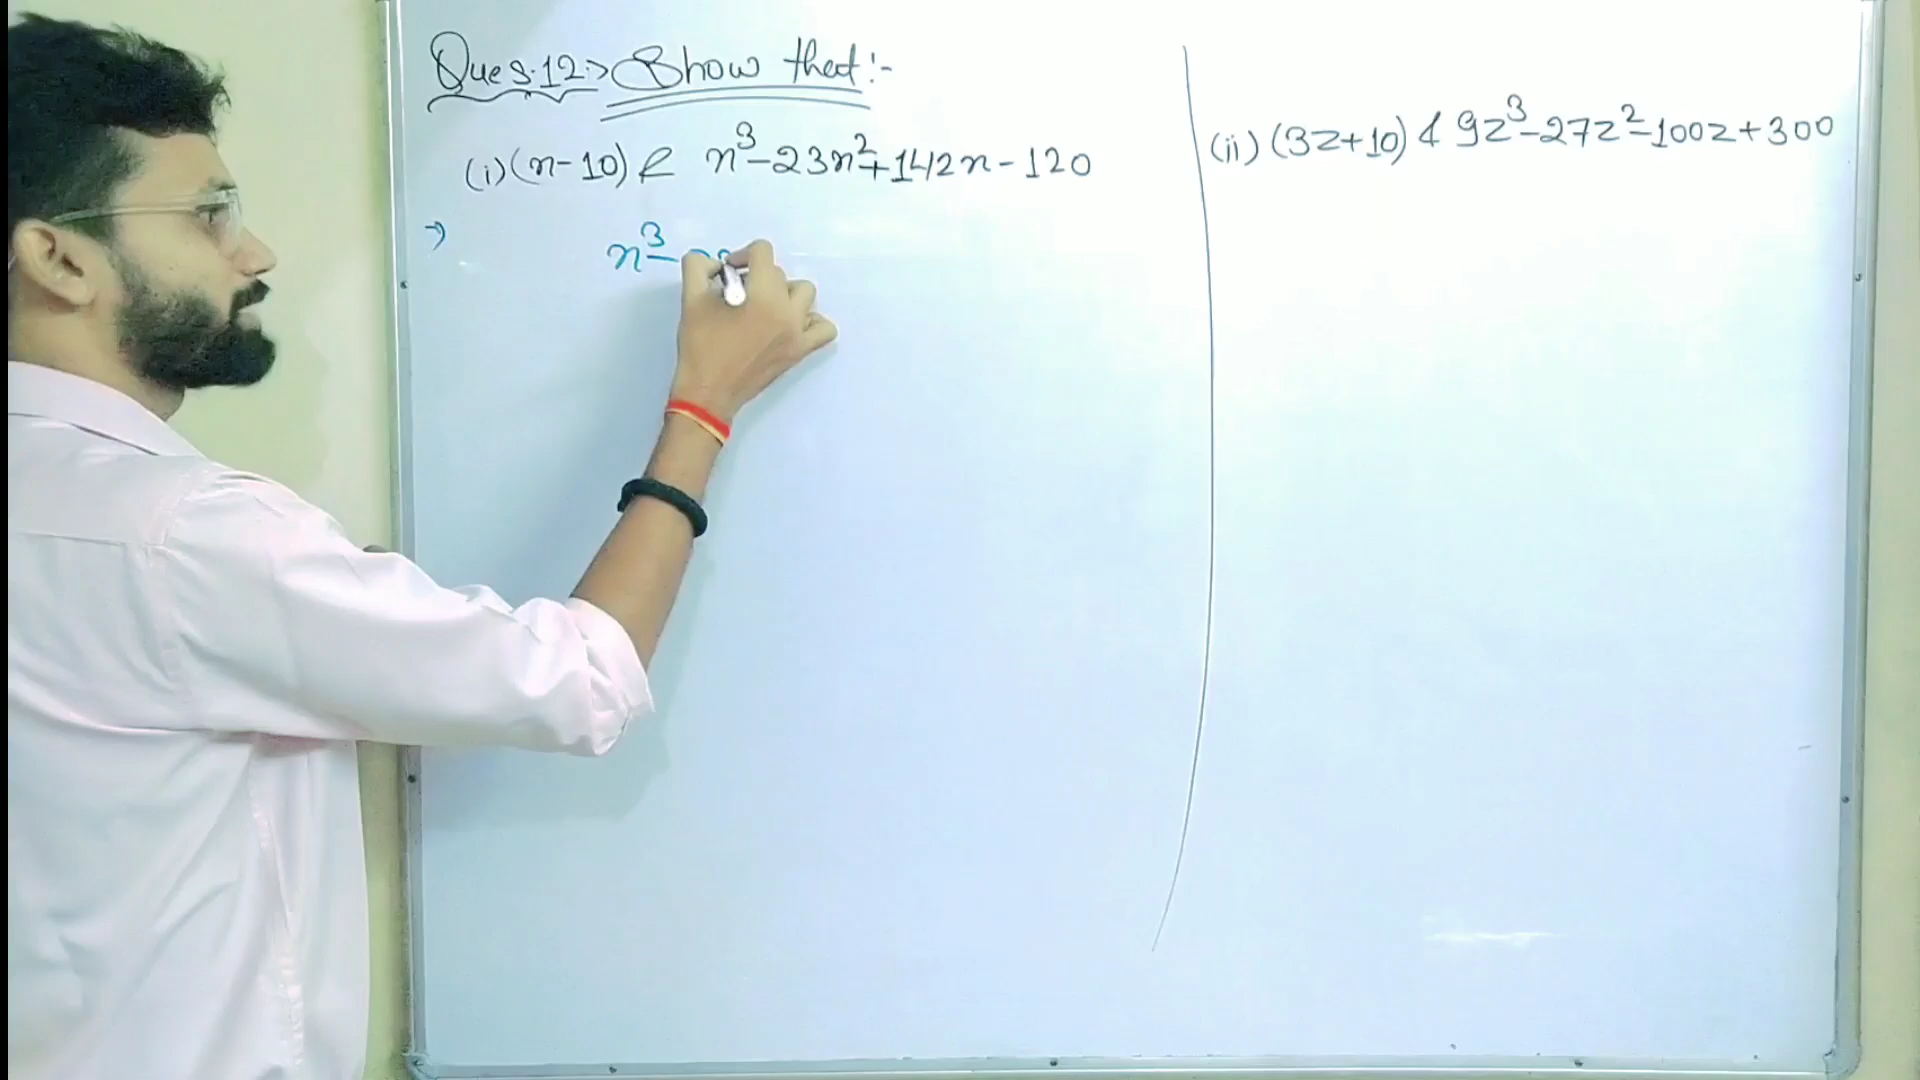 Ques.12:> Show that:-
(i) (x-10) & x³-23x²+142x-120
→ x³-
(ii) (3z+10) & 9z³-27z²-100z+300